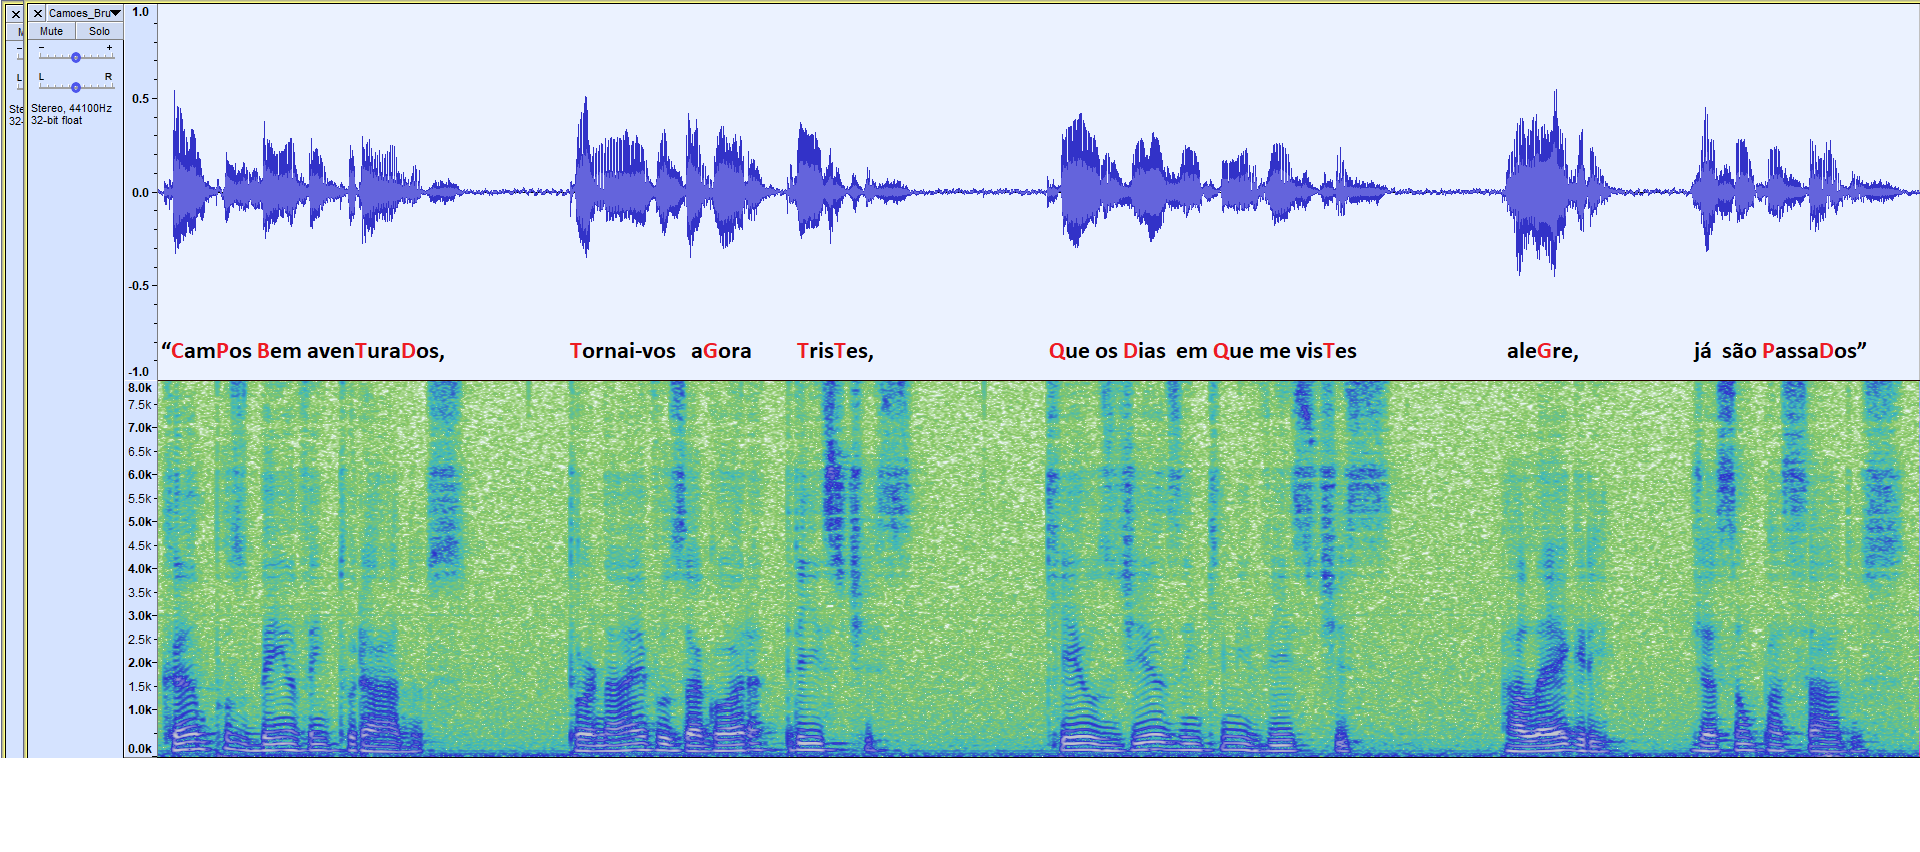 × × Camoes_Bru 1.0
M Mute Solo
- - +
L L R
Ste Stereo, 44100Hz 0.5
32- 32-bit float
0.0
-0.5
“CamPos Bem avenTuraDos, Tornai-vos aGora TrisTes, Que os Dias em Que me visTes aleGre, já são PassaDos”
-1.0
8.0k
7.5k
7.0k
6.5k
6.0k
5.5k
5.0k
4.5k
4.0k
3.5k
3.0k
2.5k
2.0k
1.5k
1.0k
0.0k